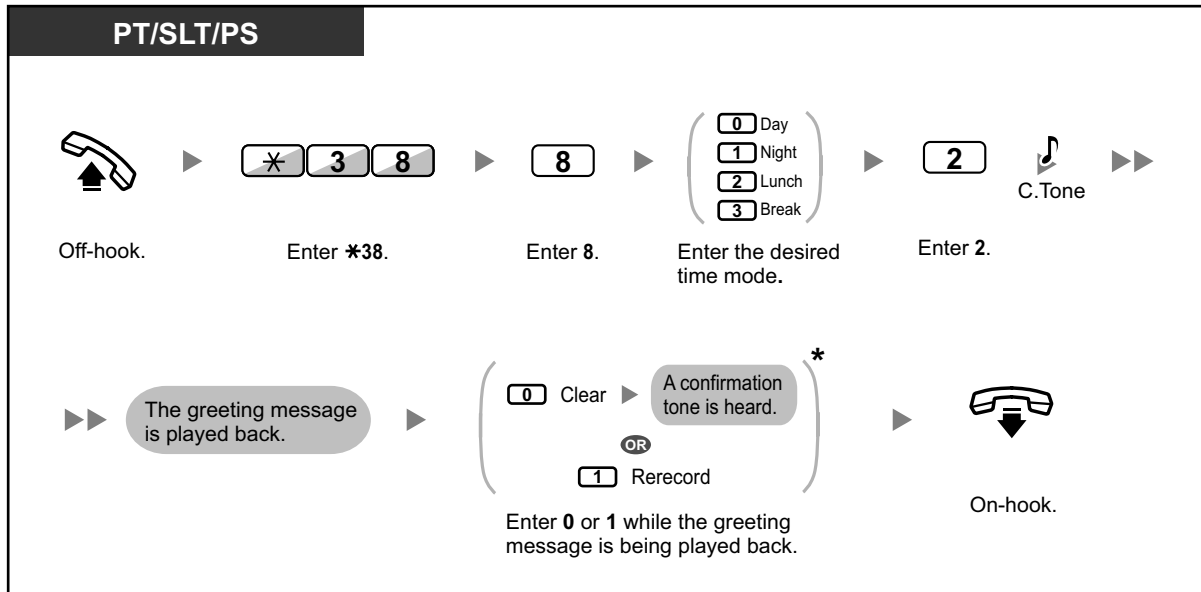 PT/SLT/PS
* 3 8
8
0 Day
1 Night
2 Lunch
3 Break
2
C.Tone
Off-hook.
Enter *38.
Enter 8.
Enter the desired
time mode.
Enter 2.
The greeting message
is played back.
0 Clear
A confirmation
tone is heard.
*
OR
1 Rerecord
Enter 0 or 1 while the greeting
message is being played back.
On-hook.